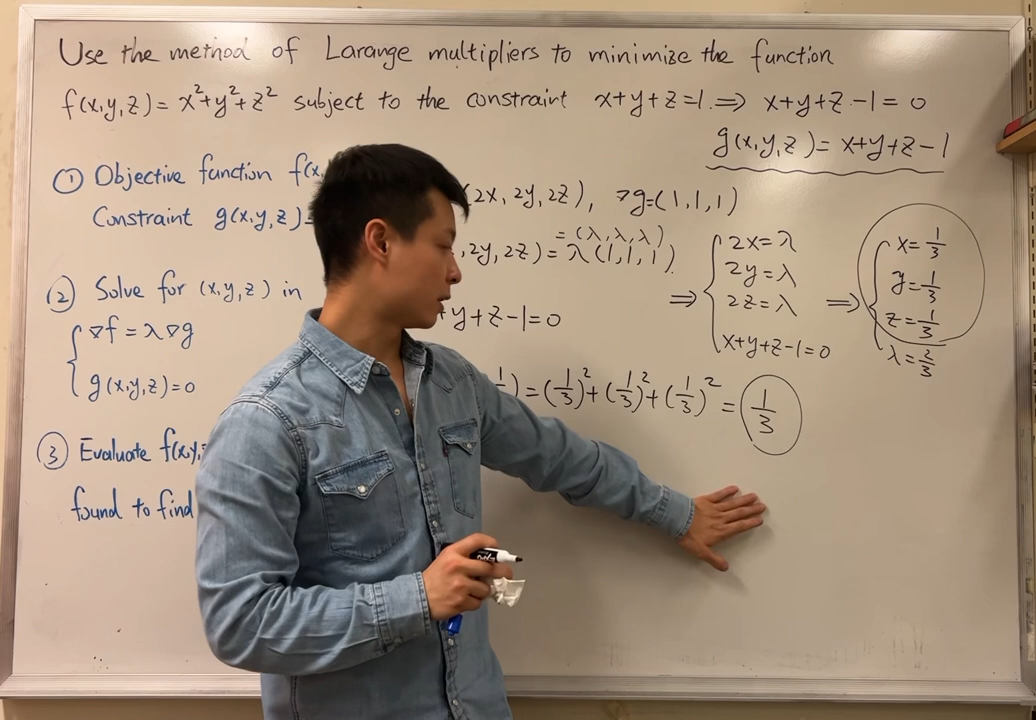 Use the method of Larange multipliers to minimize the function
f(x,y,z)= x²+y²+z² subject to the constraint x+y+z=1. ⇒ x+y+z-1=0
g(x,y,z)= x+y+z-1
① Objective function f(x,
Constraint g(x,y,z)=
② Solve for (x,y,z) in
{ ∇f=λ∇g
g(x,y,z)=0
③ Evaluate f(x,y,z
found to find
(2x, 2y, 2z), ∇g=(1,1,1)
=(λ,λ,λ)
,2y,2z)=λ(1,1,1).
+y+z-1=0
⇒ { 2x=λ
2y=λ
2z=λ
x+y+z-1=0
⇒ { x=1/3
y=1/3
z=1/3
λ=2/3
1/3)=(1/3)²+(1/3)²+(1/3)²=1/3